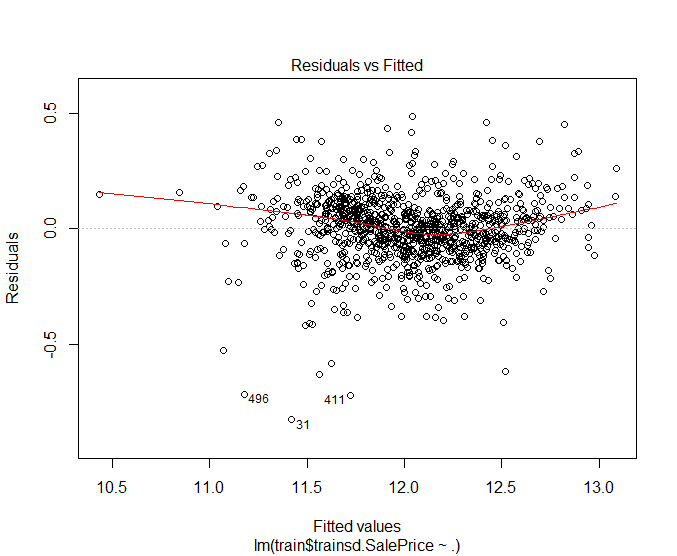 Residuals vs Fitted
Residuals
0.5
0.0
-0.5
496
411
31
10.5 11.0 11.5 12.0 12.5 13.0
Fitted values
lm(train$trainsd.SalePrice ~ .)